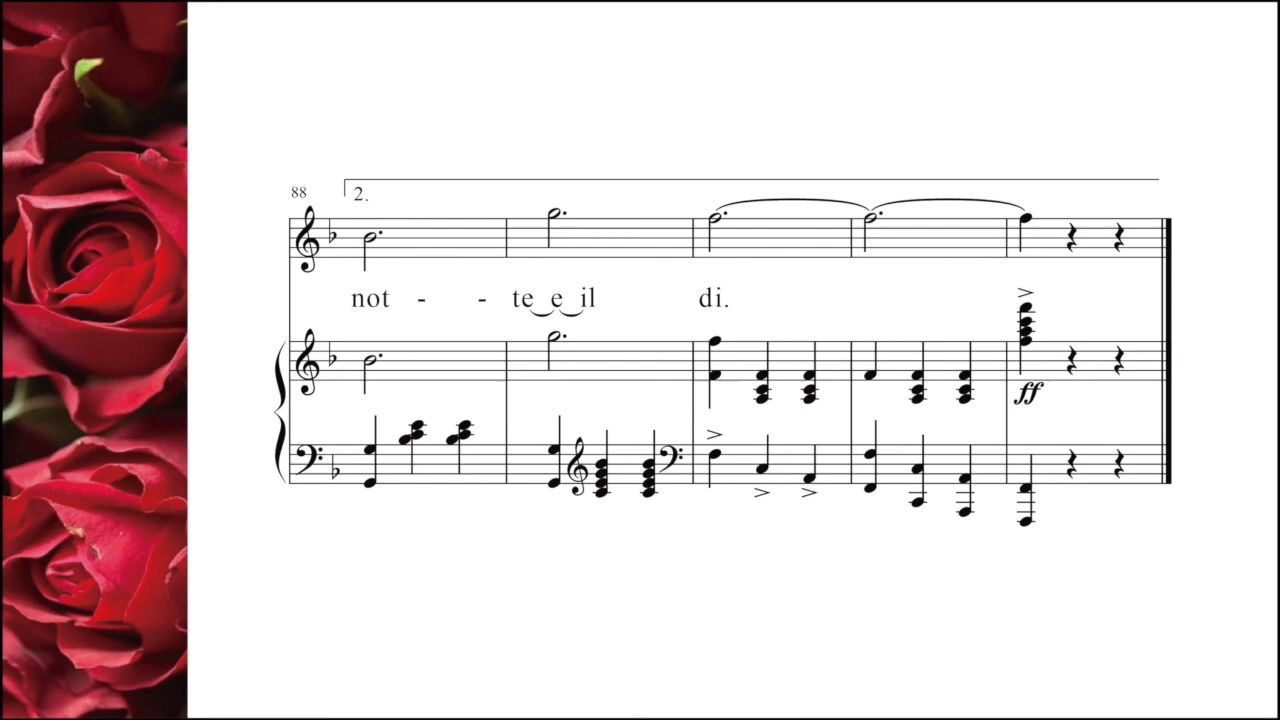 88
2.
not - - te‿e‿il di.
ff